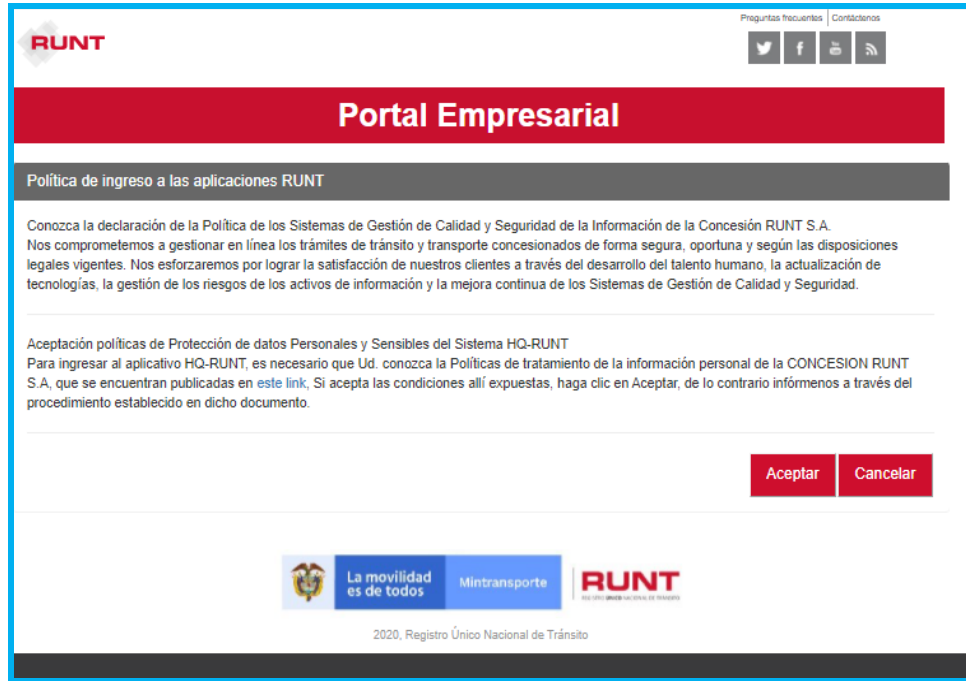 Preguntas frecuentes Contáctenos
RUNT
Portal Empresarial
Política de ingreso a las aplicaciones RUNT
Conozca la declaración de la Política de los Sistemas de Gestión de Calidad y Seguridad de la Información de la Concesión RUNT S.A.
Nos comprometemos a gestionar en línea los trámites de tránsito y transporte concesionados de forma segura, oportuna y según las disposiciones
legales vigentes. Nos esforzaremos por lograr la satisfacción de nuestros clientes a través del desarrollo del talento humano, la actualización de
tecnologías, la gestión de los riesgos de los activos de información y la mejora continua de los Sistemas de Gestión de Calidad y Seguridad.
Aceptación políticas de Protección de datos Personales y Sensibles del Sistema HQ-RUNT
Para ingresar al aplicativo HQ-RUNT, es necesario que Ud. conozca la Políticas de tratamiento de la información personal de la CONCESION RUNT
S.A, que se encuentran publicadas en este link, Si acepta las condiciones allí expuestas, haga clic en Aceptar, de lo contrario infórmenos a través del
procedimiento establecido en dicho documento.
Aceptar Cancelar
La movilidad
es de todos
Mintransporte
RUNT
2020, Registro Único Nacional de Tránsito